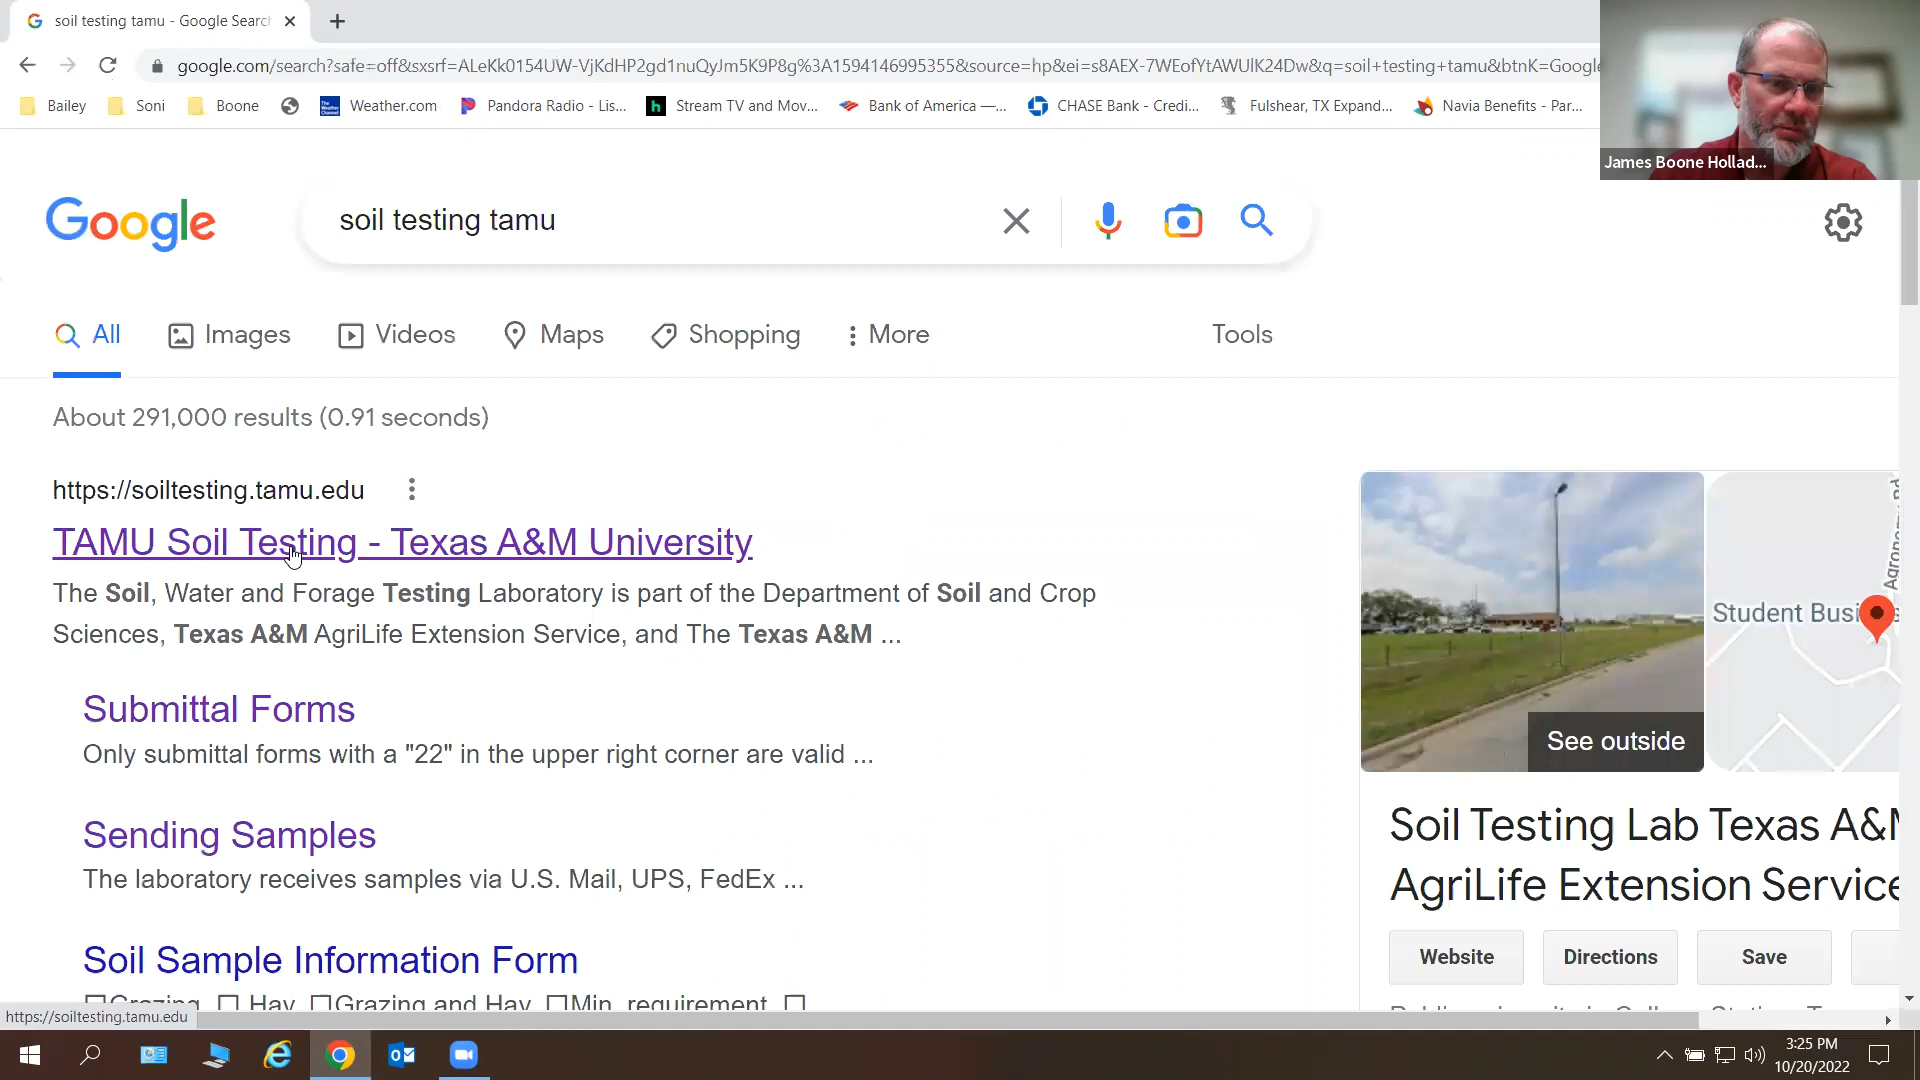 soil testing tamu - Google Search
google.com/search?safe=off&sxsrf=ALeKk0154UW-VjKdHP2gd1nuQyJm5K9P8g%3A1594146995355&source=hp&ei=s8AEX-7WEofYtAWUlK24Dw&q=soil+testing+tamu&btnK=Google
Bailey Soni Boone Weather.com Pandora Radio - Lis... Stream TV and Mov... Bank of America —... CHASE Bank - Credi... Fulshear, TX Expand... Navia Benefits - Par...
James Boone Hollad...
Google soil testing tamu
All Images Videos Maps Shopping More Tools
About 291,000 results (0.91 seconds)
https://soiltesting.tamu.edu
TAMU Soil Testing - Texas A&M University
The Soil, Water and Forage Testing Laboratory is part of the Department of Soil and Crop
Sciences, Texas A&M AgriLife Extension Service, and The Texas A&M ...
Submittal Forms
Only submittal forms with a "22" in the upper right corner are valid ...
Sending Samples
The laboratory receives samples via U.S. Mail, UPS, FedEx ...
Soil Sample Information Form
Grazing, Hay, Grazing and Hay, Min. requirement,
Agronomy Rd
Student Busi
See outside
Soil Testing Lab Texas A&M
AgriLife Extension Service
Website Directions Save
https://soiltesting.tamu.edu
3:25 PM
10/20/2022